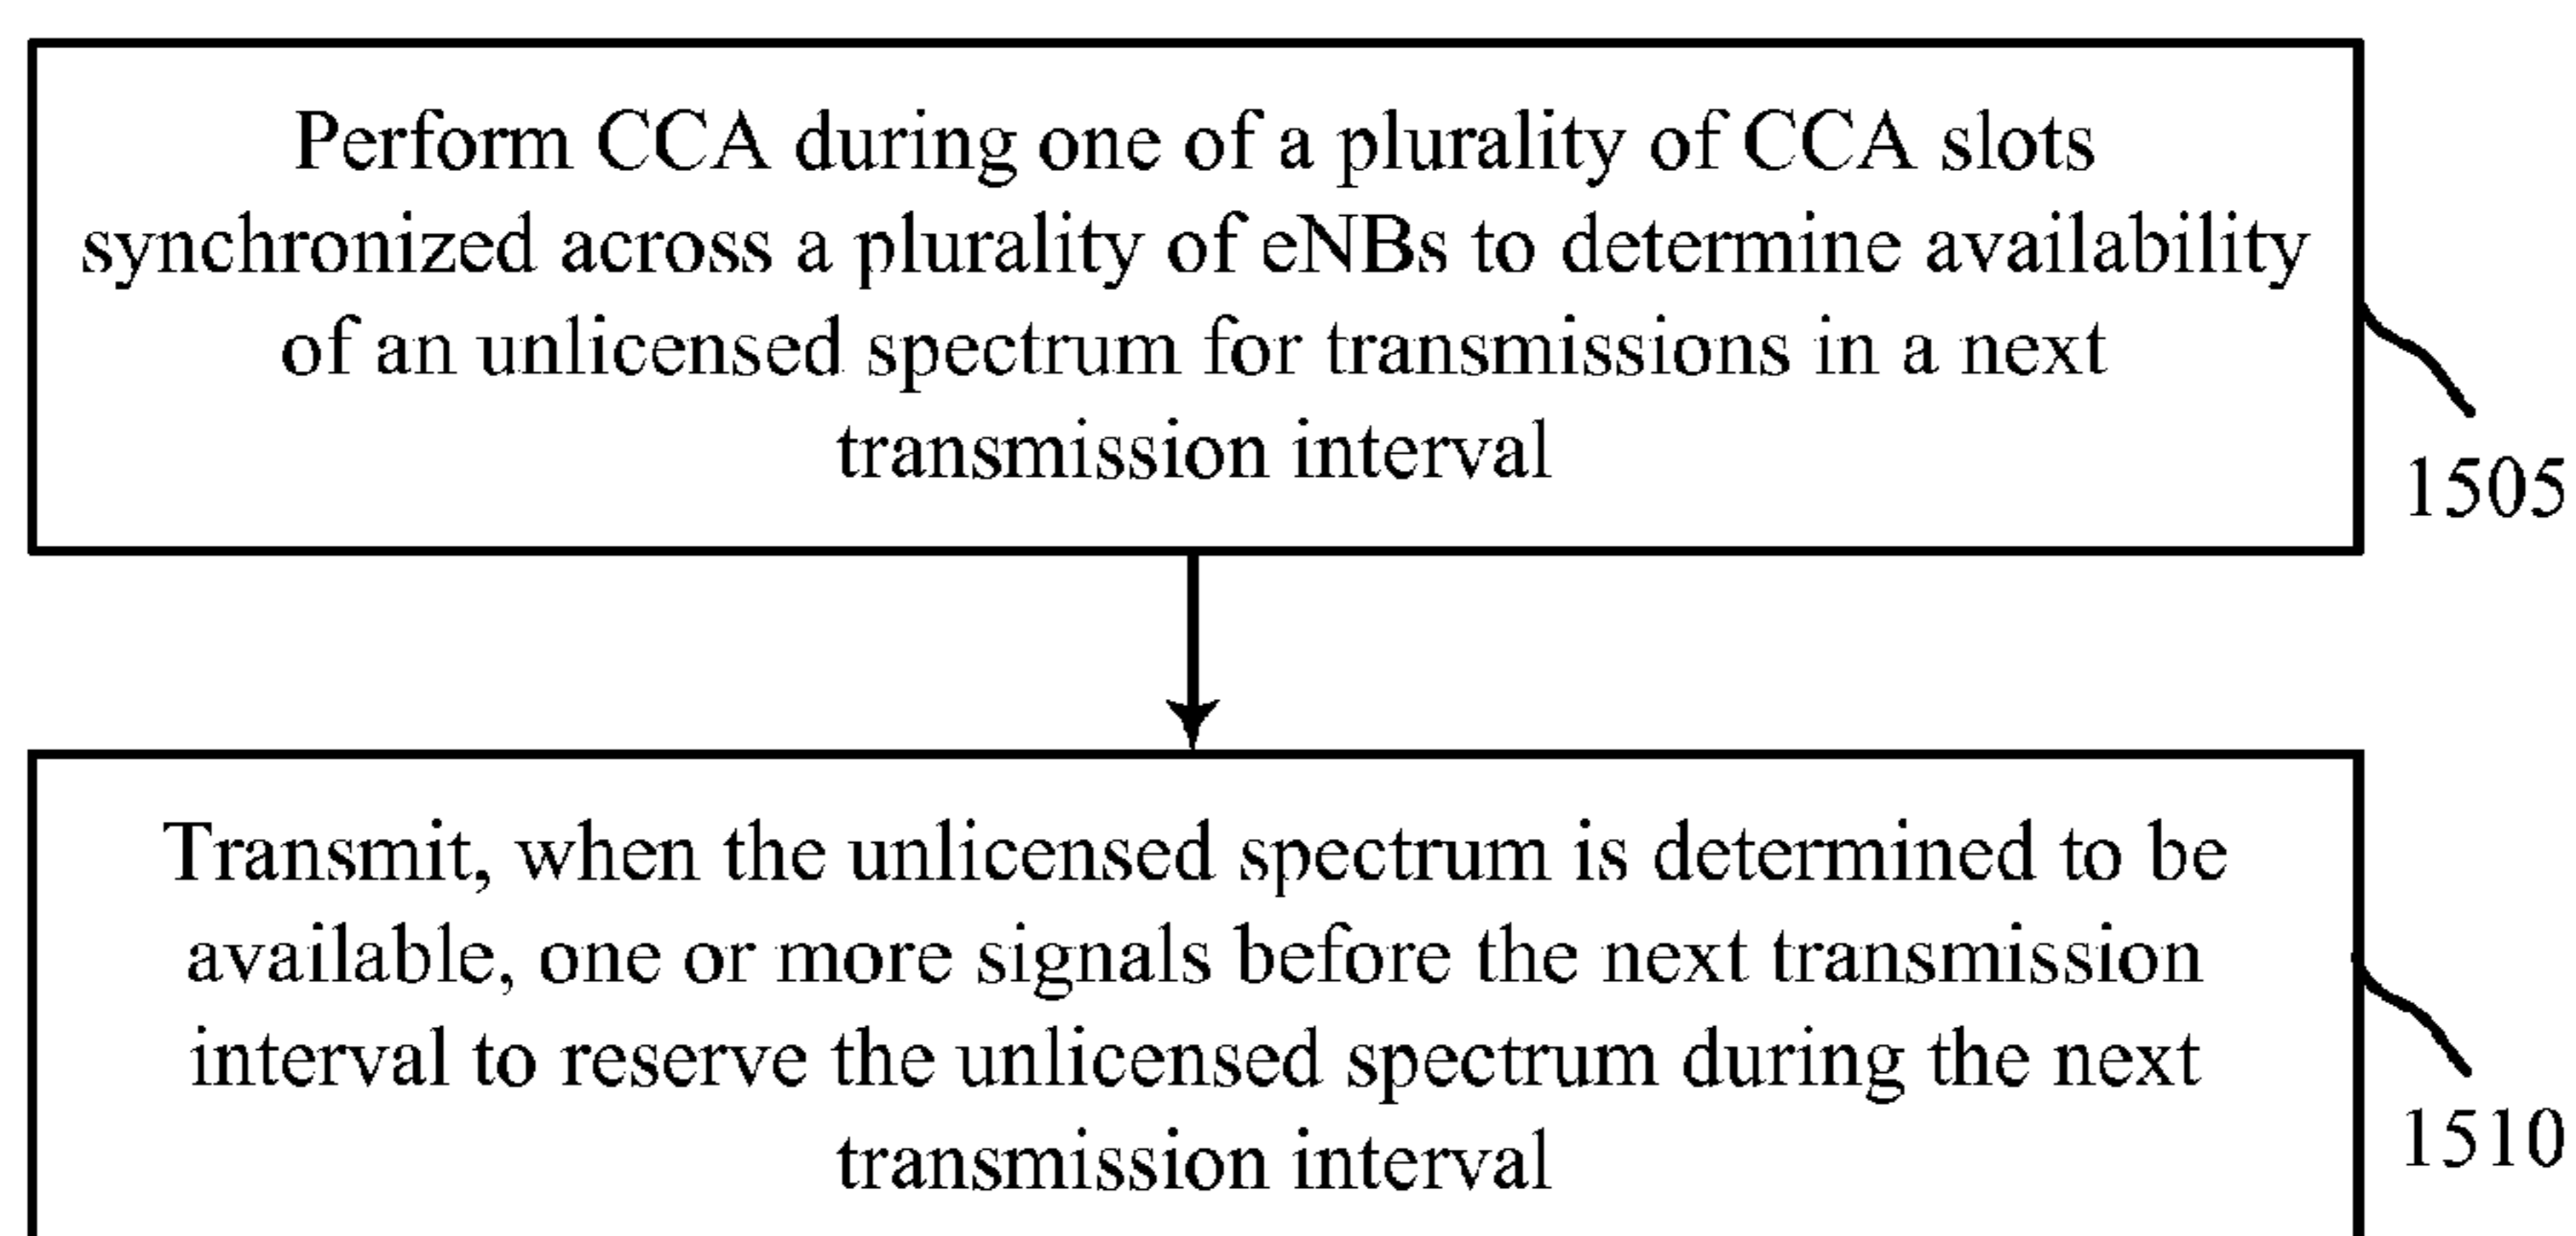 Perform CCA during one of a plurality of CCA slots
synchronized across a plurality of eNBs to determine availability
of an unlicensed spectrum for transmissions in a next
transmission interval
1505
Transmit, when the unlicensed spectrum is determined to be
available, one or more signals before the next transmission
interval to reserve the unlicensed spectrum during the next
transmission interval
1510